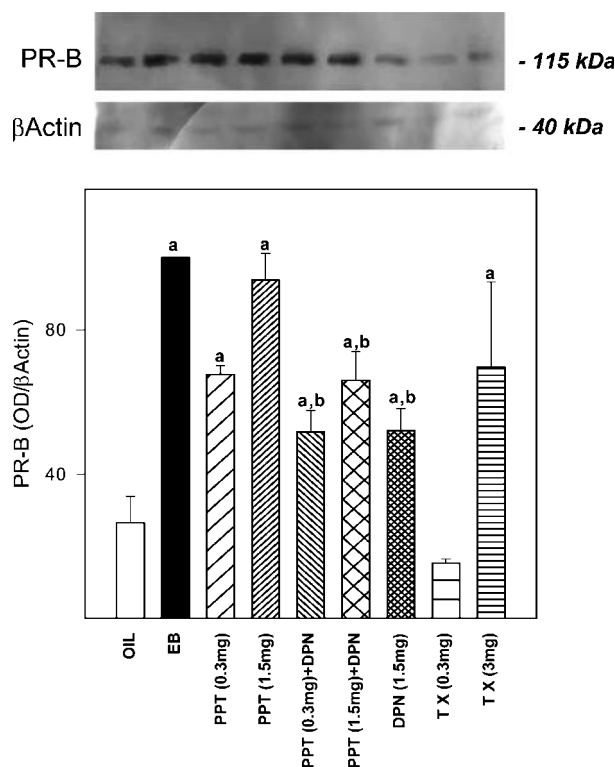 PR-B - 115 kDa
βActin - 40 kDa
a a
a a
80
a,b
a,b a,b
PR-B (OD/βActin)
40
OIL
EB
PPT (0.3mg)
PPT (1.5mg)
PPT (0.3mg)+DPN
PPT (1.5mg)+DPN
DPN (1.5mg)
T X (0.3mg)
T X (3mg)